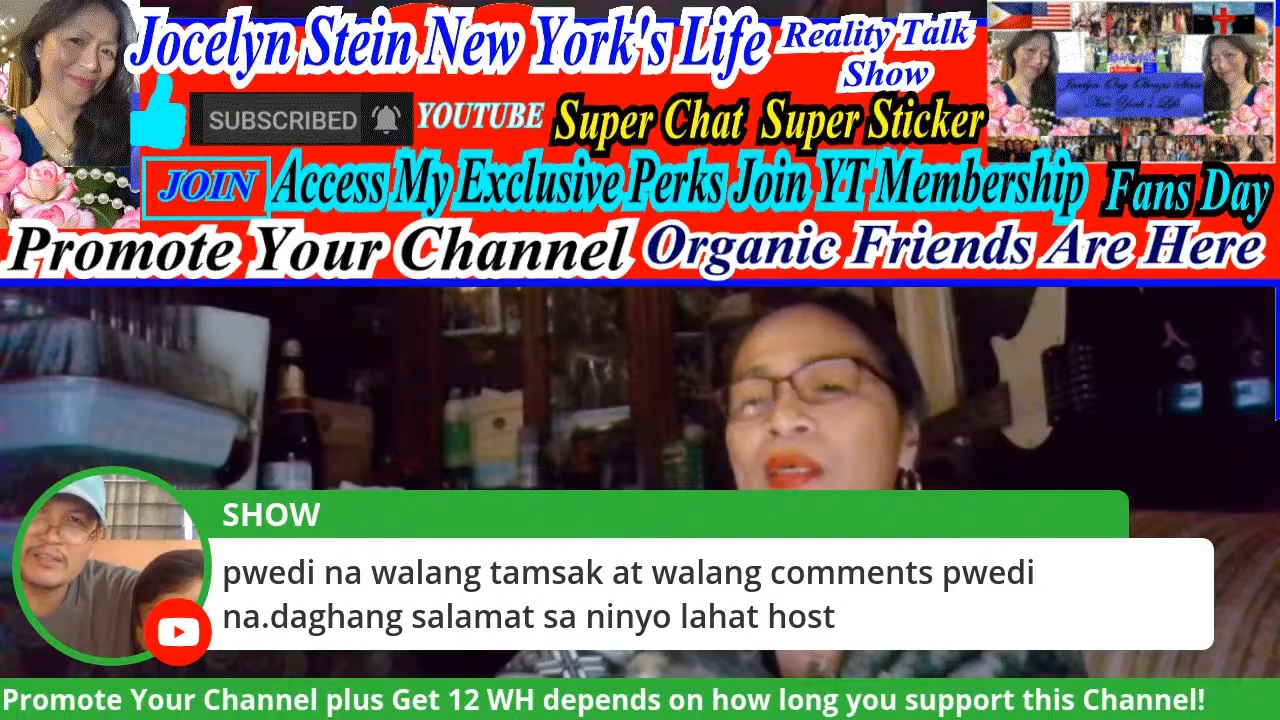 Jocelyn Stein New York's Life
Reality Talk
Show
SUBSCRIBED
YOUTUBE
Super Chat Super Sticker
JOIN
Access My Exclusive Perks Join YT Membership
Fans Day
Promote Your Channel
Organic Friends Are Here
SHOW
pwedi na walang tamsak at walang comments pwedi
na.daghang salamat sa ninyo lahat host
Promote Your Channel plus Get 12 WH depends on how long you support this Channel!